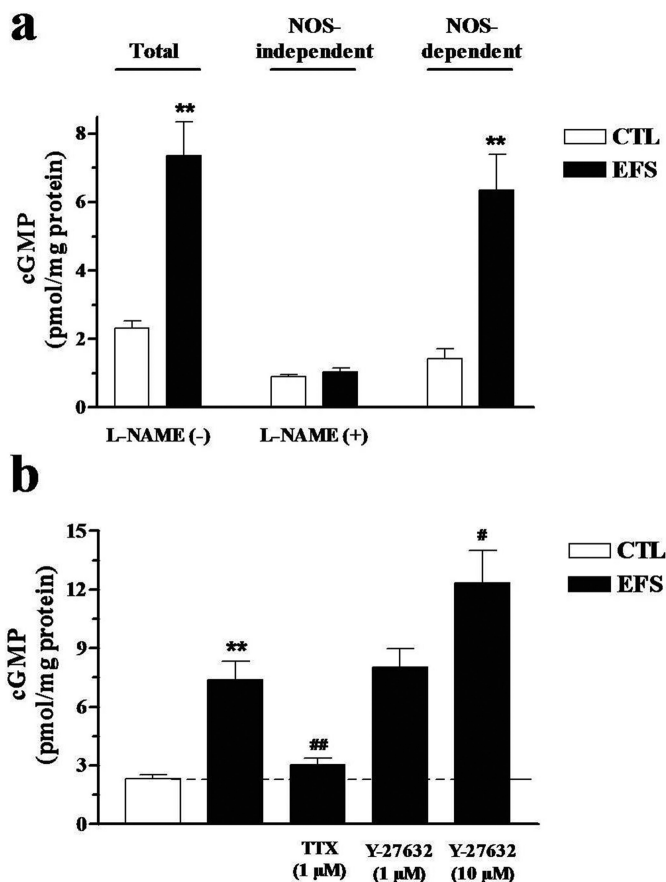 a
Total
NOS-
independent
NOS-
dependent
**
**
CTL
EFS
cGMP
(pmol/mg protein)
8
6
4
2
0
L-NAME (-)
L-NAME (+)
b
15
12
9
6
3
0
cGMP
(pmol/mg protein)
**
##
#
CTL
EFS
TTX
(1 μM)
Y-27632
(1 μM)
Y-27632
(10 μM)